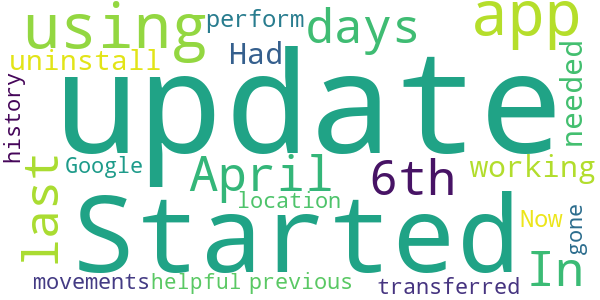 using
perform
days
app
uninstall
Had
needed
history
update
Google
April
6th
working
last
location
Started
Now
gone
In
movements
helpful
previous
transferred